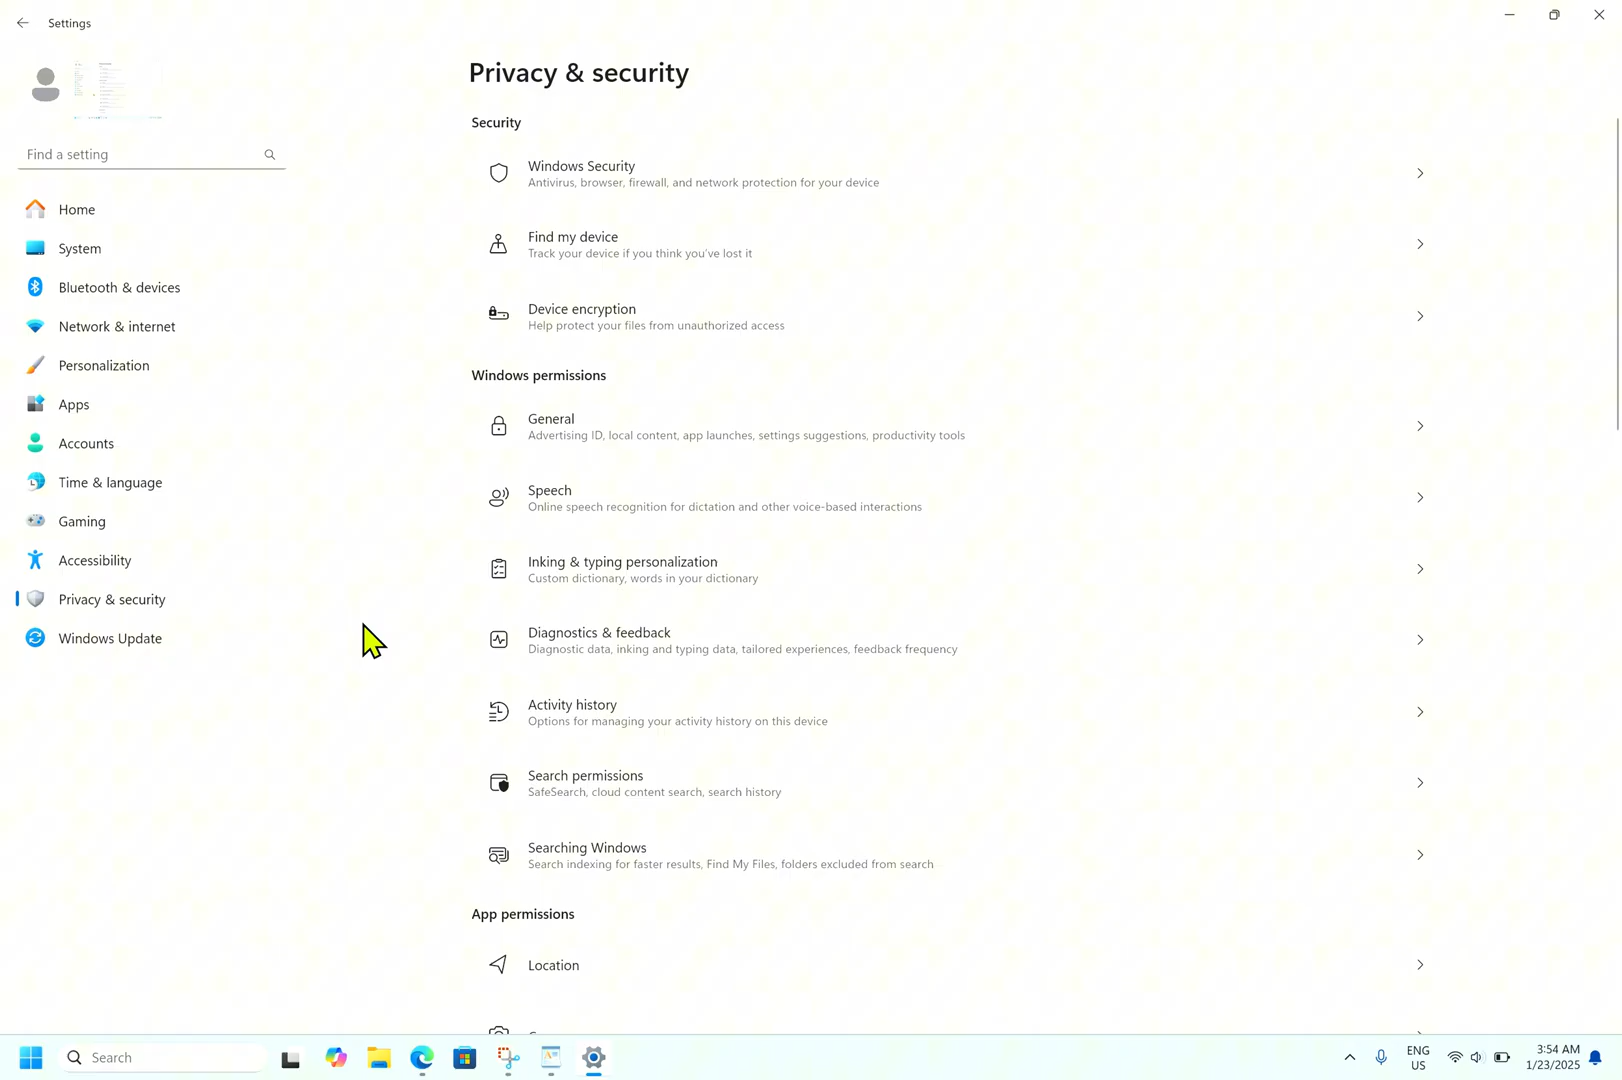 Settings
Find a setting
Home
System
Bluetooth & devices
Network & internet
Personalization
Apps
Accounts
Time & language
Gaming
Accessibility
Privacy & security
Windows Update
Privacy & security
Security
Windows Security
Antivirus, browser, firewall, and network protection for your device
Find my device
Track your device if you think you've lost it
Device encryption
Help protect your files from unauthorized access
Windows permissions
General
Advertising ID, local content, app launches, settings suggestions, productivity tools
Speech
Online speech recognition for dictation and other voice-based interactions
Inking & typing personalization
Custom dictionary, words in your dictionary
Diagnostics & feedback
Diagnostic data, inking and typing data, tailored experiences, feedback frequency
Activity history
Options for managing your activity history on this device
Search permissions
SafeSearch, cloud content search, search history
Searching Windows
Search indexing for faster results, Find My Files, folders excluded from search
App permissions
Location
Search
ENG
US
3:54 AM
1/23/2025